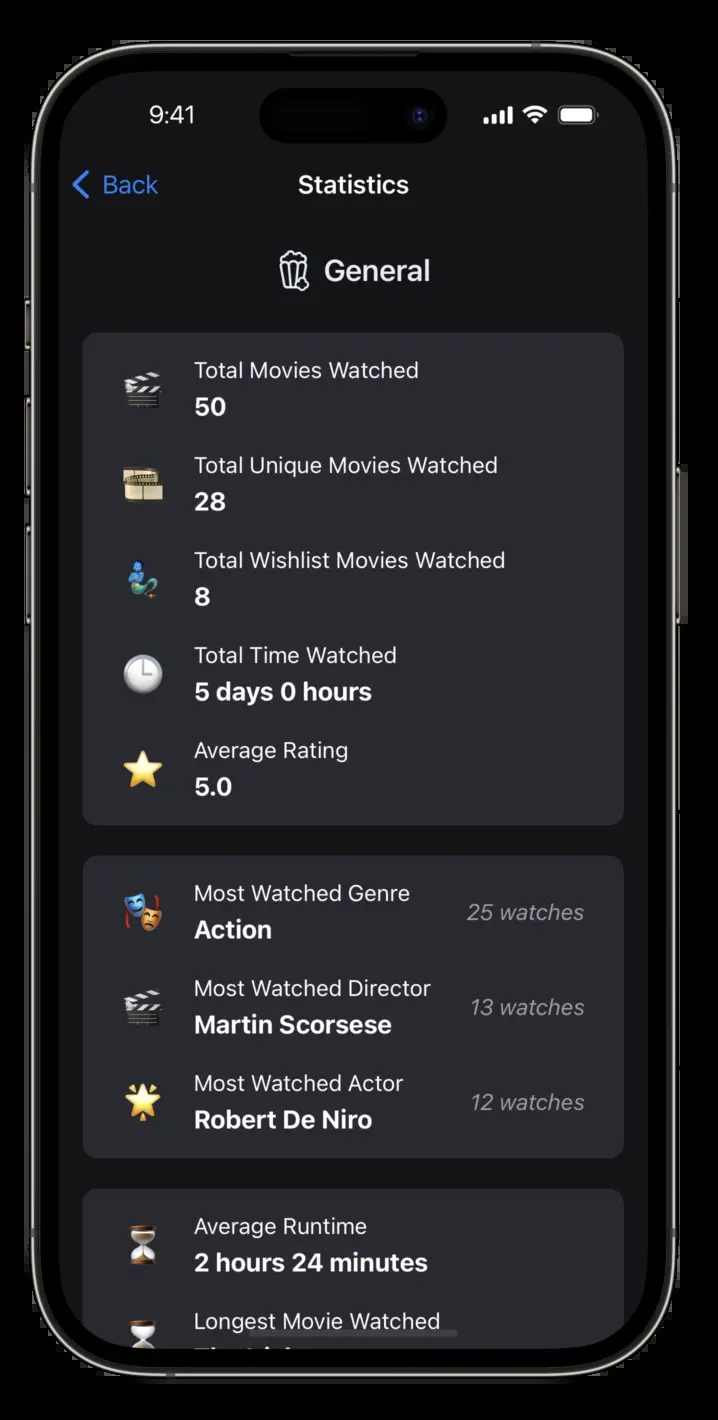 9:41
Back
Statistics
General
Total Movies Watched
50
Total Unique Movies Watched
28
Total Wishlist Movies Watched
8
Total Time Watched
5 days 0 hours
Average Rating
5.0
Most Watched Genre
Action
25 watches
Most Watched Director
Martin Scorsese
13 watches
Most Watched Actor
Robert De Niro
12 watches
Average Runtime
2 hours 24 minutes
Longest Movie Watched